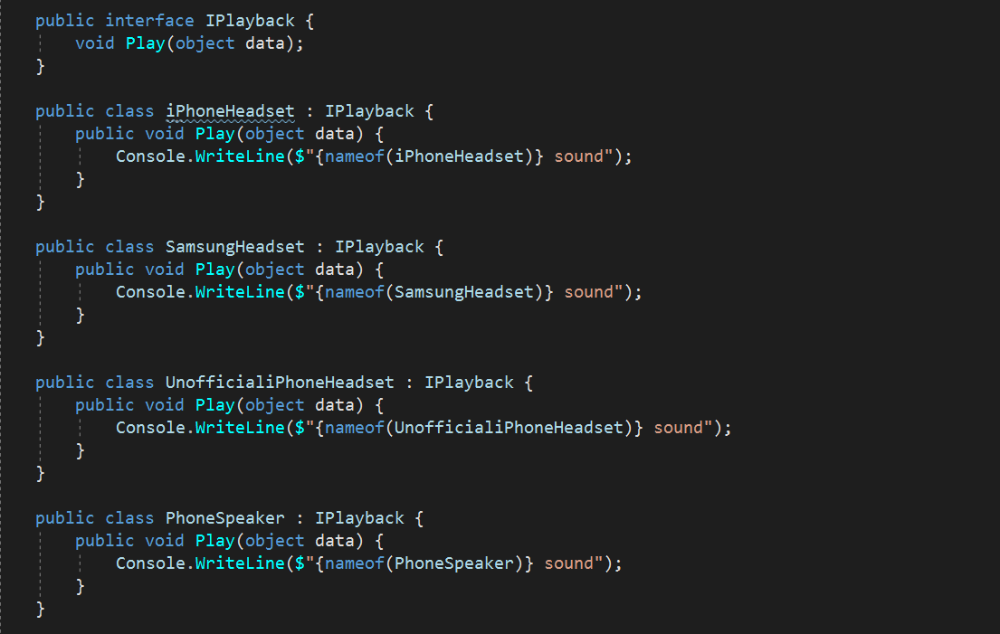 public interface IPlayback {
    void Play(object data);
}

public class iPhoneHeadset : IPlayback {
    public void Play(object data) {
        Console.WriteLine($"{nameof(iPhoneHeadset)} sound");
    }
}

public class SamsungHeadset : IPlayback {
    public void Play(object data) {
        Console.WriteLine($"{nameof(SamsungHeadset)} sound");
    }
}

public class UnofficialiPhoneHeadset : IPlayback {
    public void Play(object data) {
        Console.WriteLine($"{nameof(UnofficialiPhoneHeadset)} sound");
    }
}

public class PhoneSpeaker : IPlayback {
    public void Play(object data) {
        Console.WriteLine($"{nameof(PhoneSpeaker)} sound");
    }
}